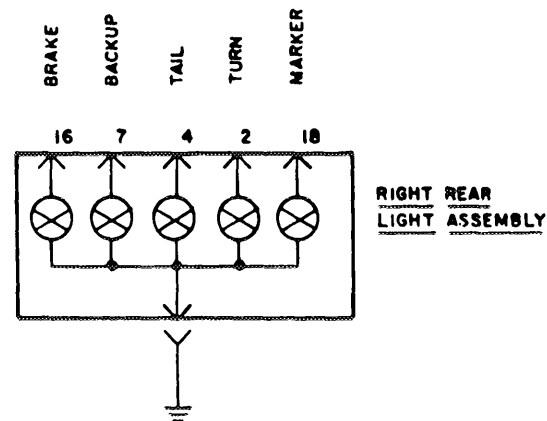 BRAKE
BACKUP
TAIL
TURN
MARKER
16 7 4 2 18
RIGHT REAR
LIGHT ASSEMBLY